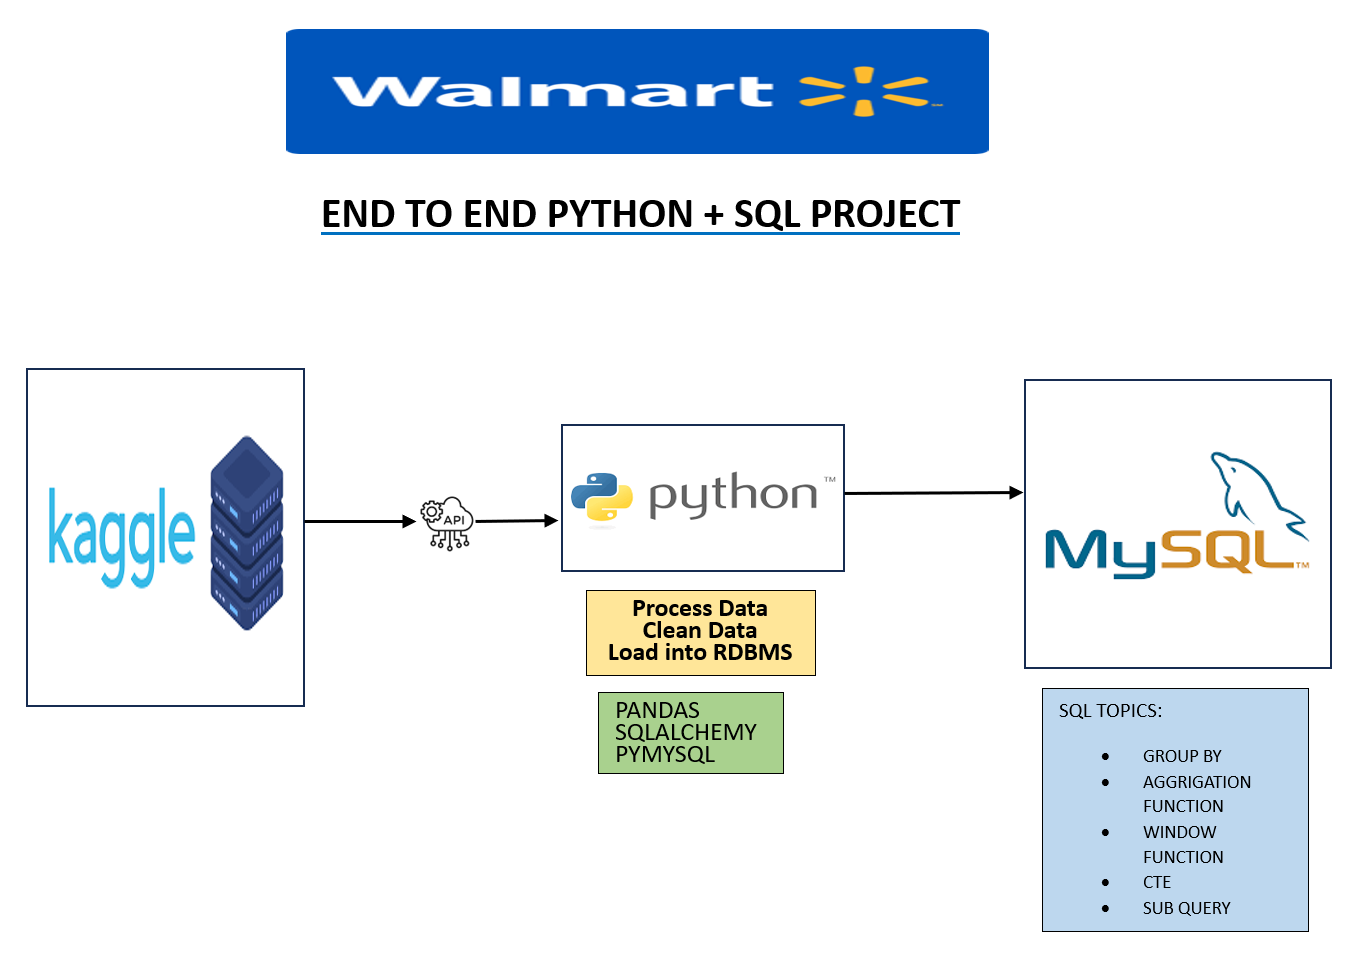 Walmart
END TO END PYTHON + SQL PROJECT
kaggle
API
python™
MySQL™
Process Data
Clean Data
Load into RDBMS
PANDAS
SQLALCHEMY
PYMYSQL
SQL TOPICS:
• GROUP BY
• AGGRIGATION
FUNCTION
• WINDOW
FUNCTION
• CTE
• SUB QUERY